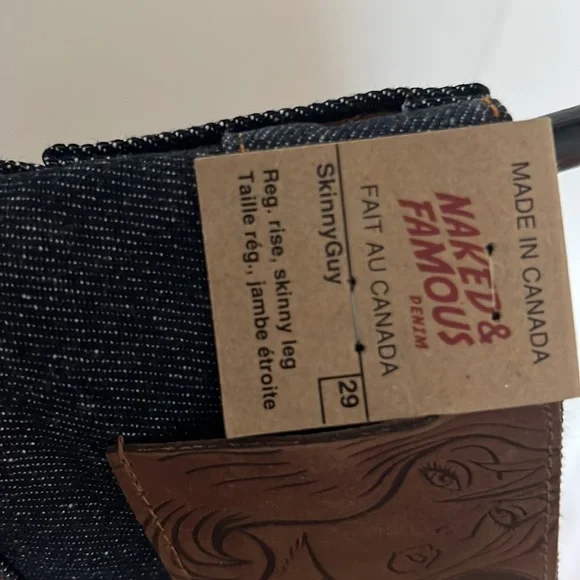 MADE IN CANADA
NAKED &
FAMOUS
DENIM
FAIT AU CANADA
SkinnyGuy 29
Reg. rise, skinny leg
Taille rég., jambe étroite